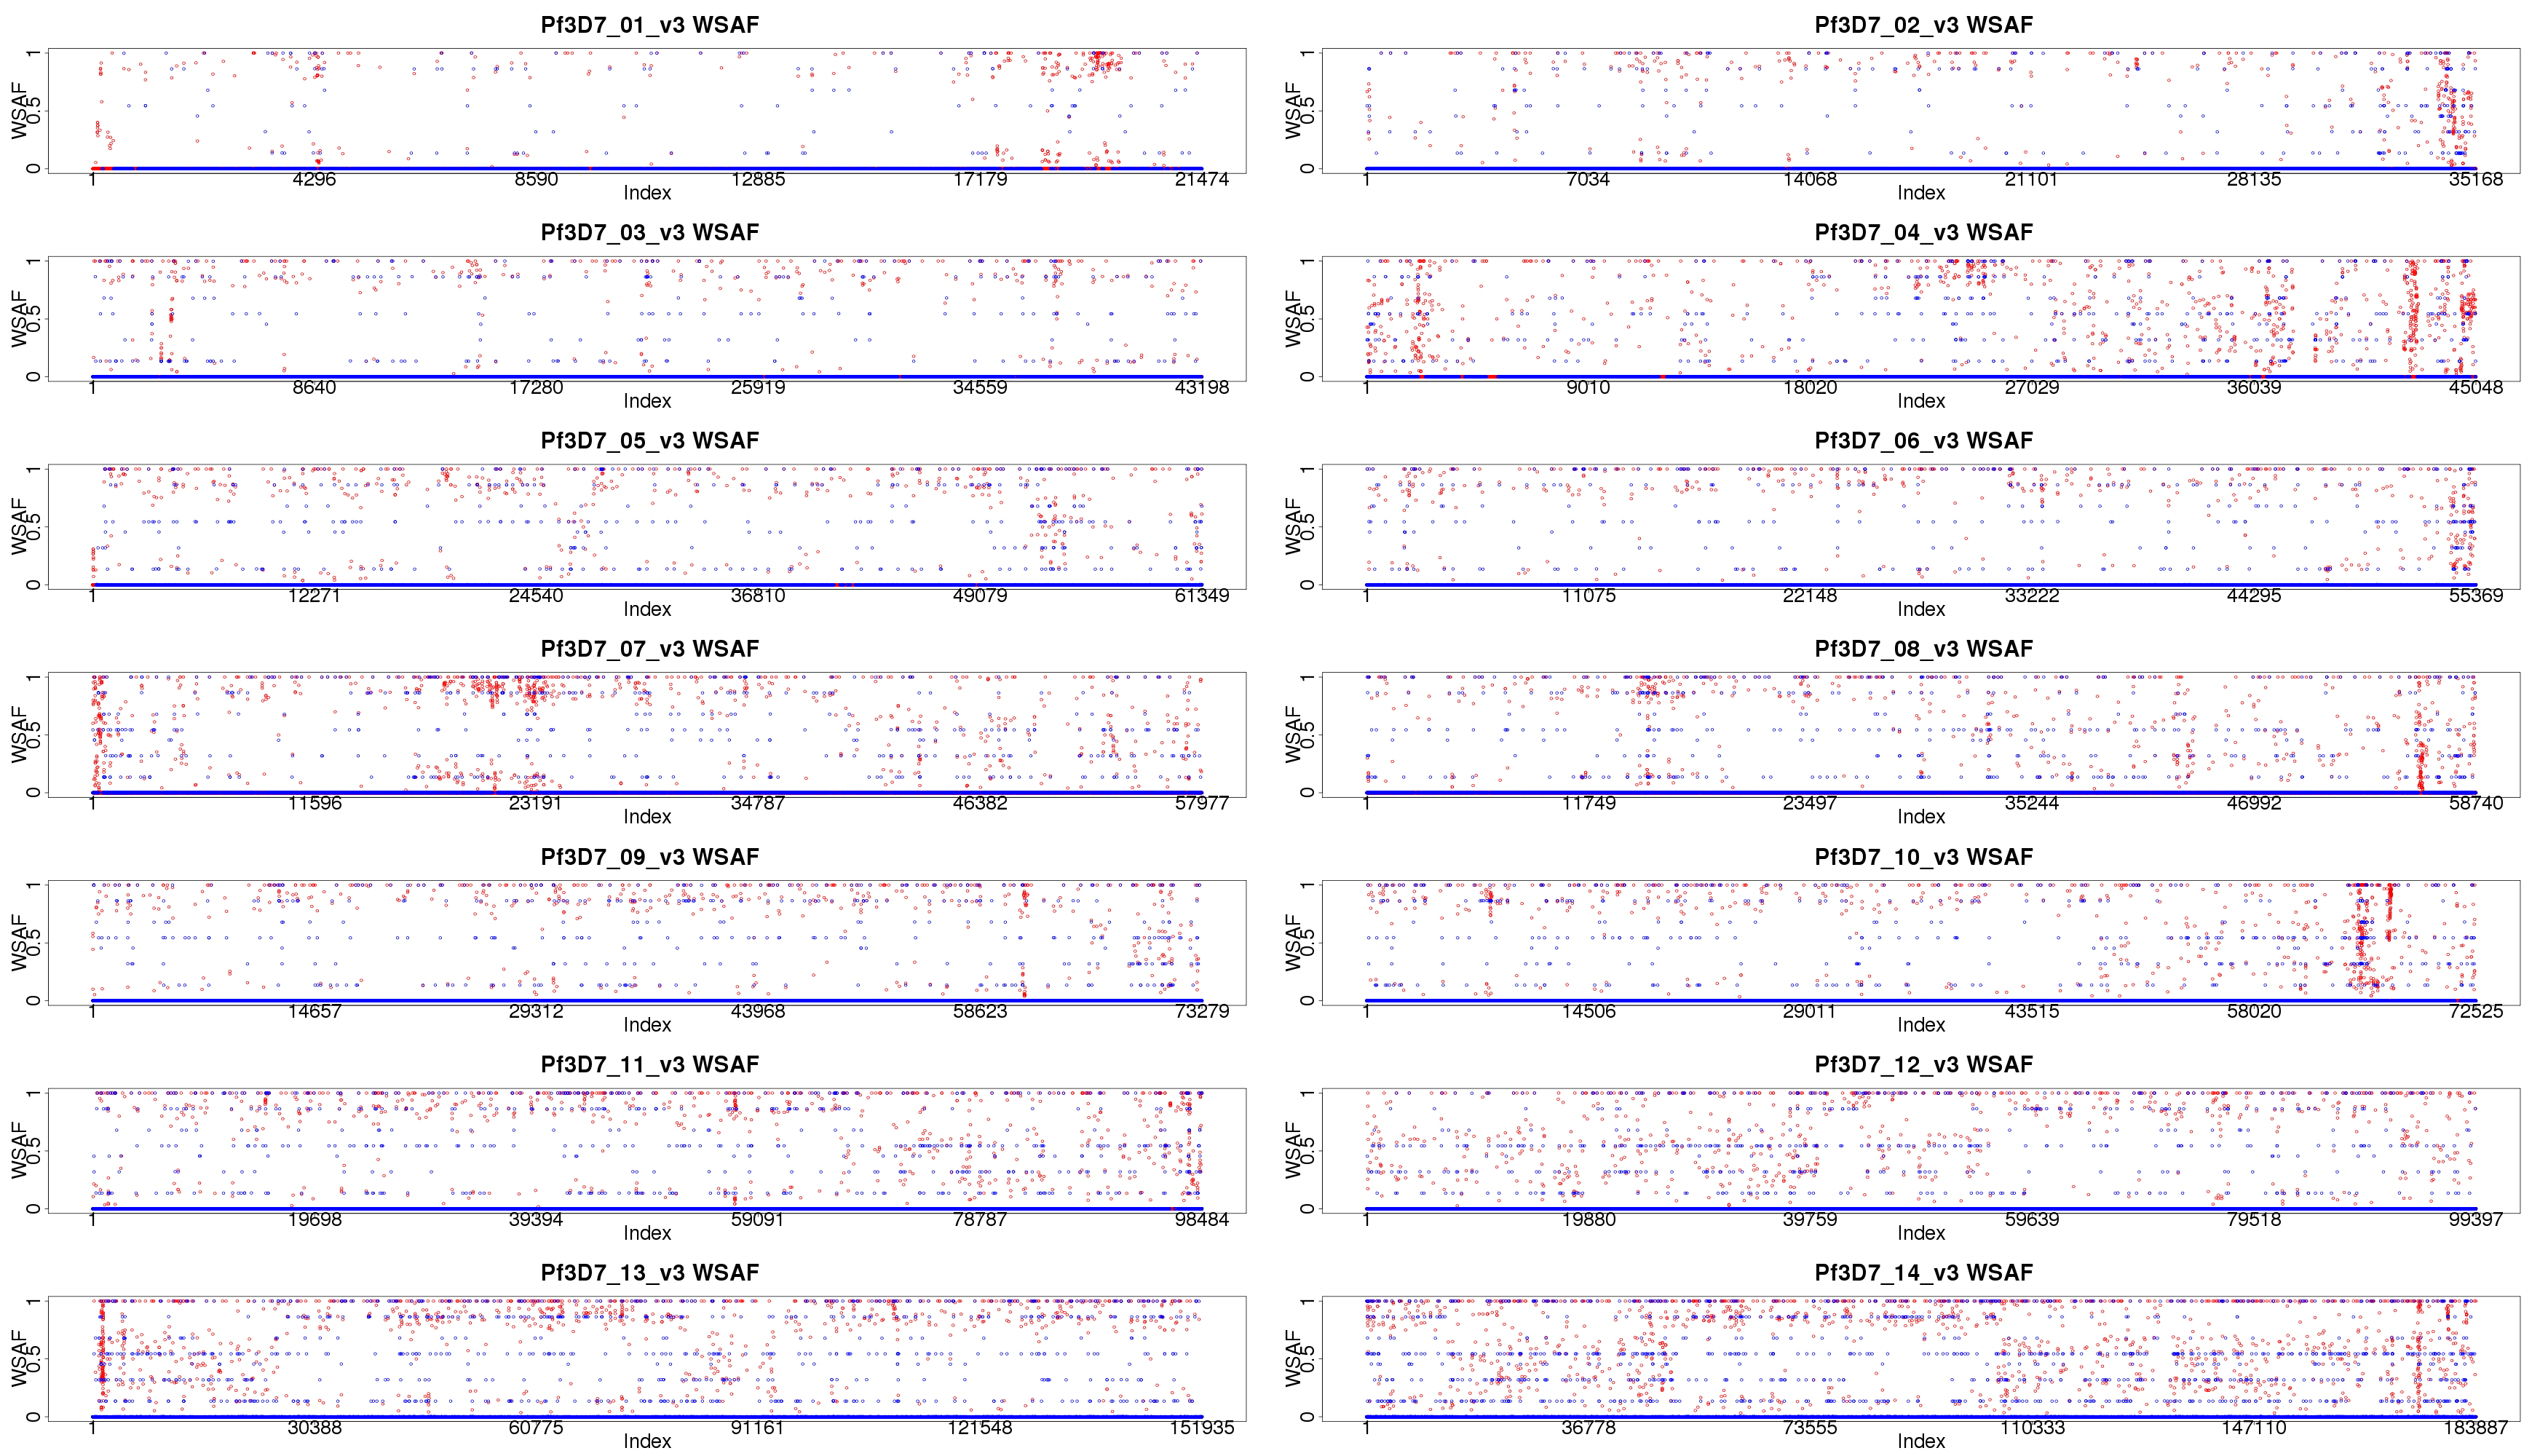 Pf3D7_01_v3 WSAF
WSAF
0 0.5 1
1 4296 8590 12885 17179 21474
Index
Pf3D7_02_v3 WSAF
WSAF
0 0.5 1
1 7034 14068 21101 28135 35168
Index
Pf3D7_03_v3 WSAF
WSAF
0 0.5 1
1 8640 17280 25919 34559 43198
Index
Pf3D7_04_v3 WSAF
WSAF
0 0.5 1
1 9010 18020 27029 36039 45048
Index
Pf3D7_05_v3 WSAF
WSAF
0 0.5 1
1 12271 24540 36810 49079 61349
Index
Pf3D7_06_v3 WSAF
WSAF
0 0.5 1
1 11075 22148 33222 44295 55369
Index
Pf3D7_07_v3 WSAF
WSAF
0 0.5 1
1 11596 23191 34787 46382 57977
Index
Pf3D7_08_v3 WSAF
WSAF
0 0.5 1
1 11749 23497 35244 46992 58740
Index
Pf3D7_09_v3 WSAF
WSAF
0 0.5 1
1 14657 29312 43968 58623 73279
Index
Pf3D7_10_v3 WSAF
WSAF
0 0.5 1
1 14506 29011 43515 58020 72525
Index
Pf3D7_11_v3 WSAF
WSAF
0 0.5 1
1 19698 39394 59091 78787 98484
Index
Pf3D7_12_v3 WSAF
WSAF
0 0.5 1
1 19880 39759 59639 79518 99397
Index
Pf3D7_13_v3 WSAF
WSAF
0 0.5 1
1 30388 60775 91161 121548 151935
Index
Pf3D7_14_v3 WSAF
WSAF
0 0.5 1
1 36778 73555 110333 147110 183887
Index